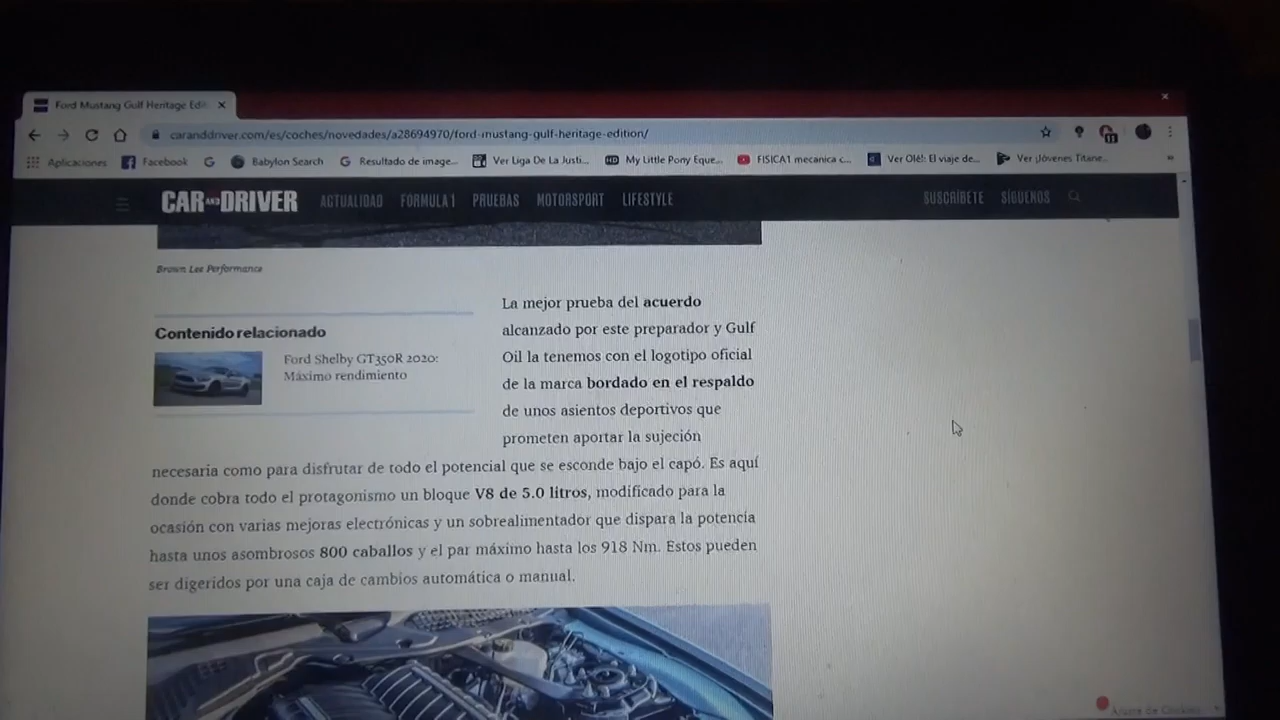 Ford Mustang Gulf Heritage Edi
caranddriver.com/es/coches/novedades/a28694970/ford-mustang-gulf-heritage-edition/
Aplicaciones Facebook Babylon Search Resultado de image... Ver Liga De La Justi... My Little Pony Eque... FISICA1 mecanica c... Ver Olé!: El viaje de... Ver ¡Jóvenes Titane...
CAR AND DRIVER ACTUALIDAD FORMULA 1 PRUEBAS MOTORSPORT LIFESTYLE SUSCRÍBETE SÍGUENOS
Brown Lee Performance
Contenido relacionado
Ford Shelby GT350R 2020:
Máximo rendimiento
La mejor prueba del acuerdo
alcanzado por este preparador y Gulf
Oil la tenemos con el logotipo oficial
de la marca bordado en el respaldo
de unos asientos deportivos que
prometen aportar la sujeción
necesaria como para disfrutar de todo el potencial que se esconde bajo el capó. Es aquí
donde cobra todo el protagonismo un bloque V8 de 5.0 litros, modificado para la
ocasión con varias mejoras electrónicas y un sobrealimentador que dispara la potencia
hasta unos asombrosos 800 caballos y el par máximo hasta los 918 Nm. Estos pueden
ser digeridos por una caja de cambios automática o manual.